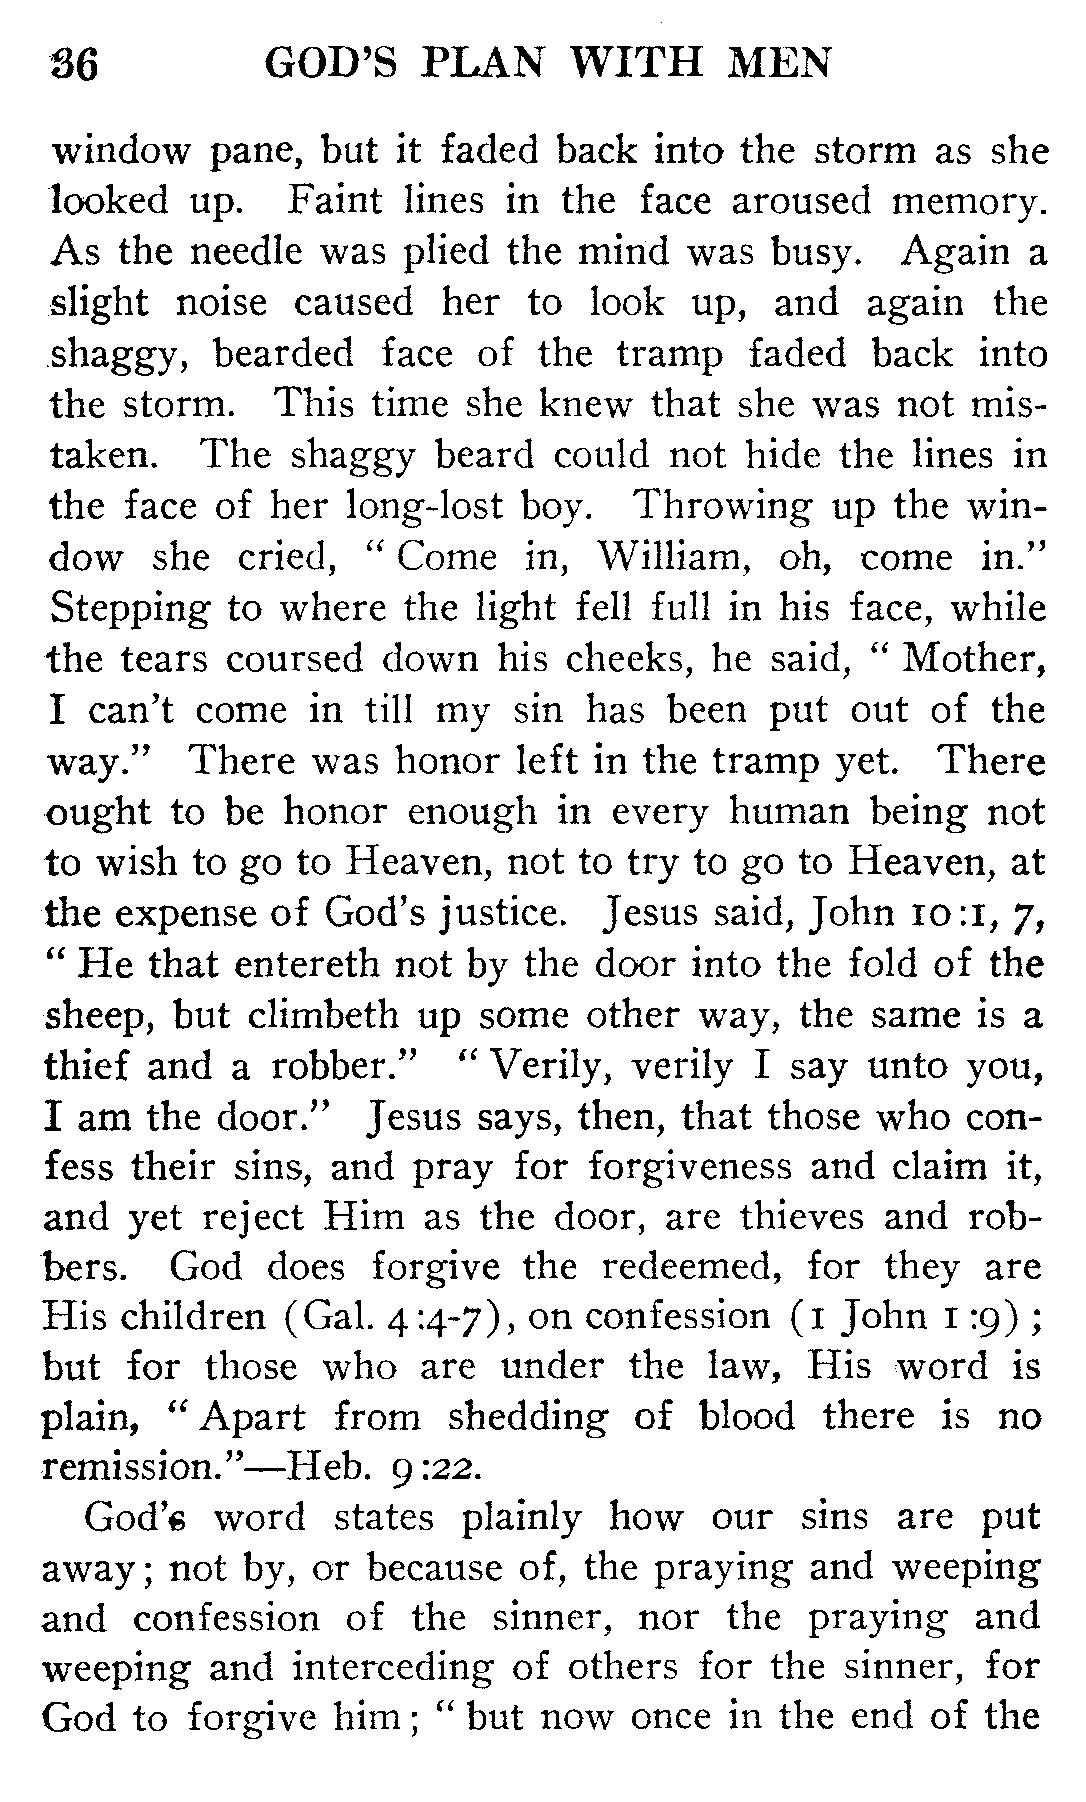 36 GOD'S PLAN WITH MEN
window pane, but it faded back into the storm as she
looked up. Faint lines in the face aroused memory.
As the needle was plied the mind was busy. Again a
slight noise caused her to look up, and again the
shaggy, bearded face of the tramp faded back into
the storm. This time she knew that she was not mis-
taken. The shaggy beard could not hide the lines in
the face of her long-lost boy. Throwing up the win-
dow she cried, " Come in, William, oh, come in."
Stepping to where the light fell full in his face, while
the tears coursed down his cheeks, he said, " Mother,
I can't come in till my sin has been put out of the
way." There was honor left in the tramp yet. There
ought to be honor enough in every human being not
to wish to go to Heaven, not to try to go to Heaven, at
the expense of God's justice. Jesus said, John 10:1, 7,
" He that entereth not by the door into the fold of the
sheep, but climbeth up some other way, the same is a
thief and a robber." " Verily, verily I say unto you,
I am the door." Jesus says, then, that those who con-
fess their sins, and pray for forgiveness and claim it,
and yet reject Him as the door, are thieves and rob-
bers. God does forgive the redeemed, for they are
His children (Gal. 4:4-7), on confession (1 John 1:9);
but for those who are under the law, His word is
plain, " Apart from shedding of blood there is no
remission."—Heb. 9:22.
God's word states plainly how our sins are put
away; not by, or because of, the praying and weeping
and confession of the sinner, nor the praying and
weeping and interceding of others for the sinner, for
God to forgive him; " but now once in the end of the